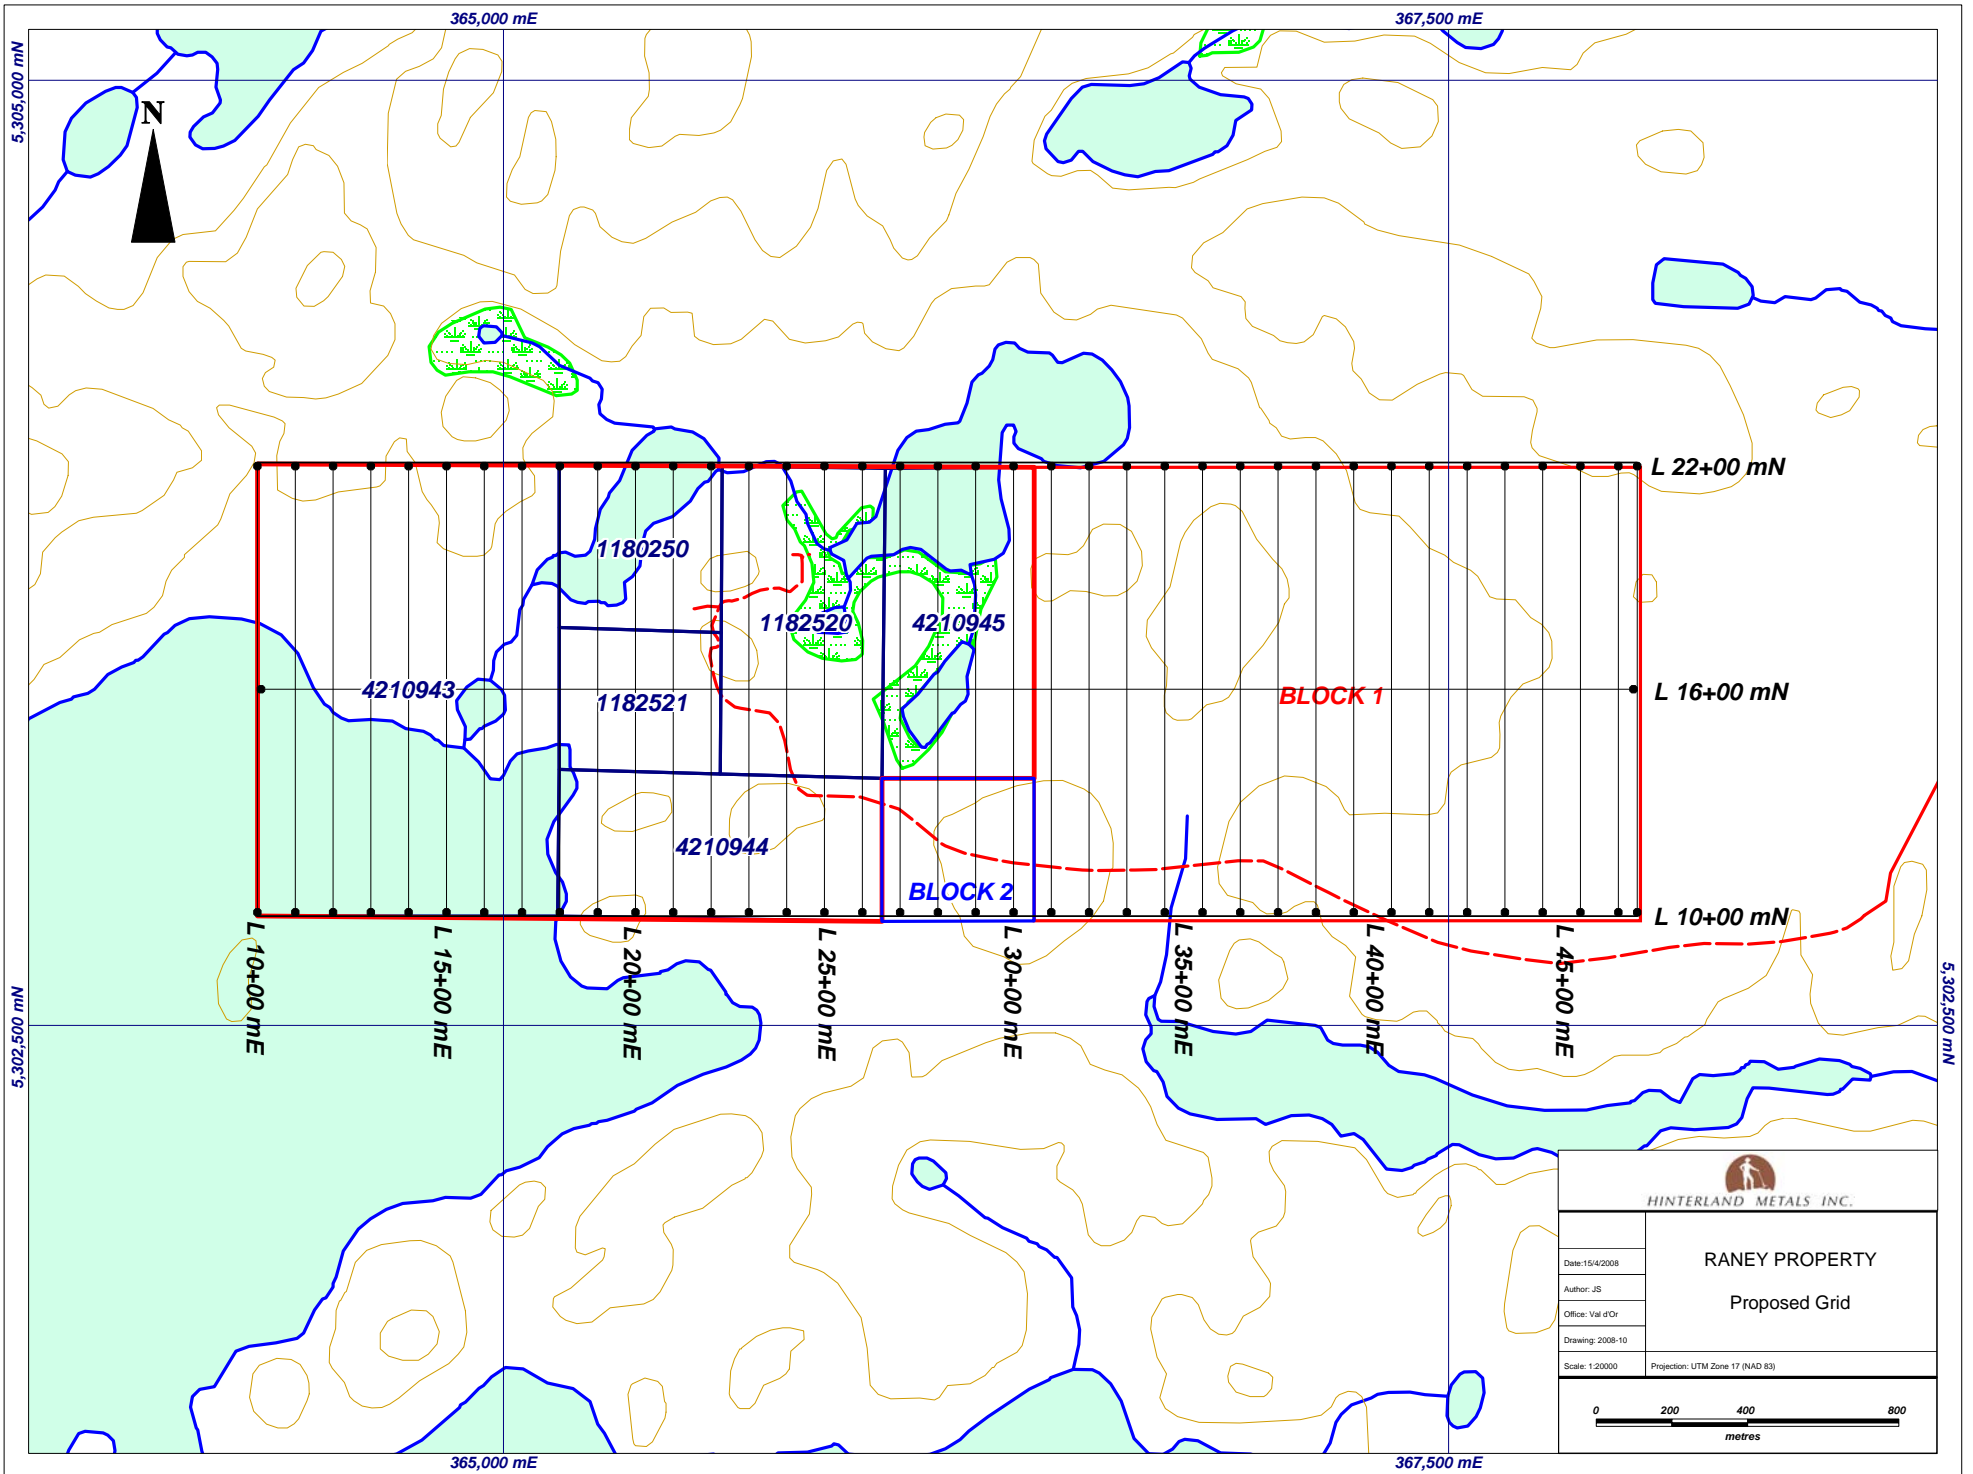 365,000 mE
367,500 mE
5,305,000 mN
N
L 22+00 mN
1180250
1182520
4210945
4210943
1182521
BLOCK 1
L 16+00 mN
4210944
BLOCK 2
L 10+00 mN
L 10+00 mE
L 15+00 mE
L 20+00 mE
L 25+00 mE
L 30+00 mE
L 35+00 mE
L 40+00 mE
L 45+00 mE
5,302,500 mN
5,302,500 mN
HINTERLAND METALS INC.
RANEY PROPERTY
Proposed Grid
Date:15/4/2008
Author: JS
Office: Val d'Or
Drawing: 2008-10
Scale: 1:20000
Projection: UTM Zone 17 (NAD 83)
0 200 400 800
metres
365,000 mE
367,500 mE